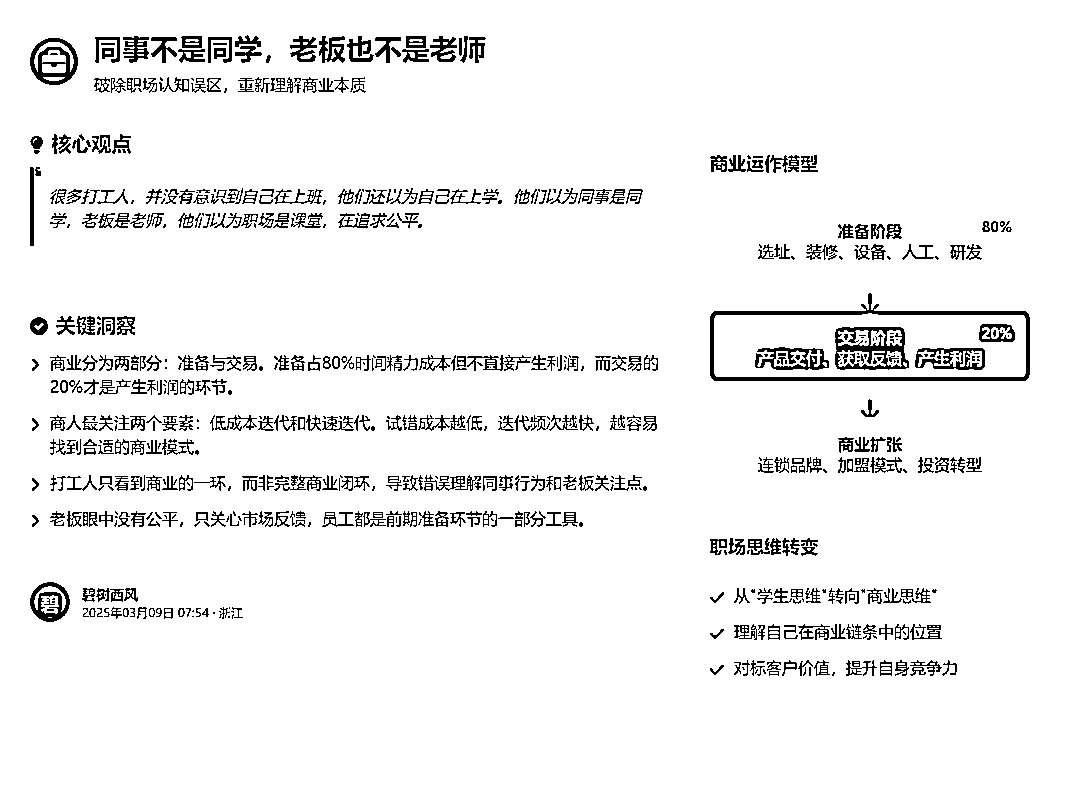 同事不是同学，老板也不是老师
破除职场认知误区，重新理解商业本质
核心观点
很多打工人，并没有意识到自己在上班，他们还以为自己在上学。他们以为同事是同
学，老板是老师，他们以为职场是课堂，在追求公平。
关键洞察
商业分为两部分：准备与交易。准备占80%时间精力成本但不直接产生利润，而交易的
20%才是产生利润的环节。
商人最关注两个要素：低成本迭代和快速迭代。试错成本越低，迭代频次越快，越容易
找到合适的商业模式。
打工人只看到商业的一环，而非完整商业闭环，导致错误理解同事行为和老板关注点。
老板眼中没有公平，只关心市场反馈，员工都是前期准备环节的一部分工具。
碧
碧树西风
2025年03月09日 07:54 · 浙江
商业运作模型
准备阶段
80%
选址、装修、设备、人工、研发
交易阶段
20%
产品交付、获取反馈、产生利润
商业扩张
连锁品牌、加盟模式、投资转型
职场思维转变
从"学生思维"转向"商业思维"
理解自己在商业链条中的位置
对标客户价值，提升自身竞争力